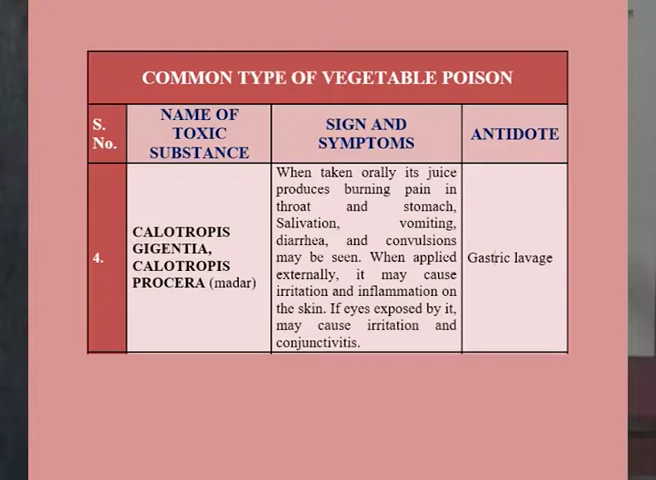 COMMON TYPE OF VEGETABLE POISON
S. No.
NAME OF TOXIC SUBSTANCE
SIGN AND SYMPTOMS
ANTIDOTE
4.
CALOTROPIS
GIGENTIA,
CALOTROPIS
PROCERA (madar)
When taken orally its juice
produces burning pain in
throat and stomach,
Salivation, vomiting,
diarrhea, and convulsions
may be seen. When applied
externally, it may cause
irritation and inflammation on
the skin. If eyes exposed by it,
may cause irritation and
conjunctivitis.
Gastric lavage